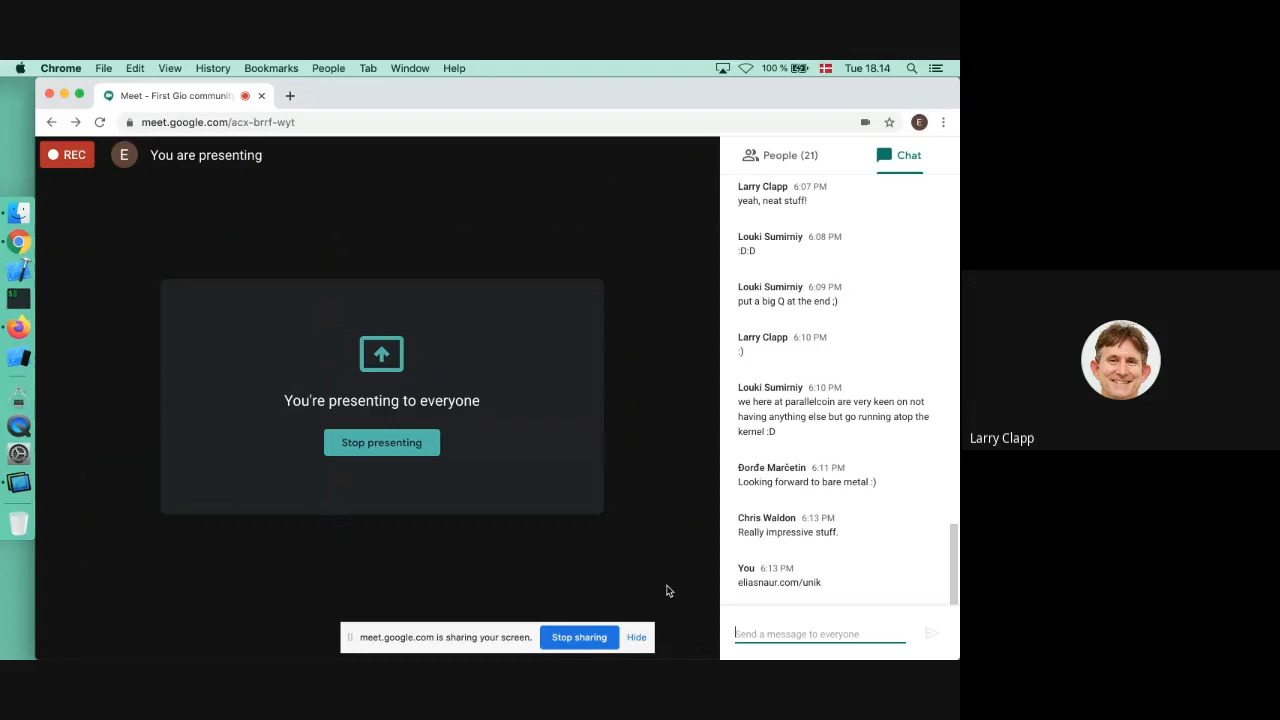 Chrome File Edit View History Bookmarks People Tab Window Help 100 % Tue 18.14
Meet - First Gio communit
meet.google.com/acx-brrf-wyt E
REC E You are presenting
You're presenting to everyone
Stop presenting
meet.google.com is sharing your screen. Stop sharing Hide
People (21) Chat
Larry Clapp 6:07 PM
yeah, neat stuff!
Louki Sumirniy 6:08 PM
:D:D
Louki Sumirniy 6:09 PM
put a big Q at the end ;)
Larry Clapp 6:10 PM
:)
Louki Sumirniy 6:10 PM
we here at parallelcoin are very keen on not
having anything else but go running atop the
kernel :D
Đorđe Marčetin 6:11 PM
Looking forward to bare metal :)
Chris Waldon 6:13 PM
Really impressive stuff.
You 6:13 PM
eliasnaur.com/unik
Send a message to everyone
Larry Clapp